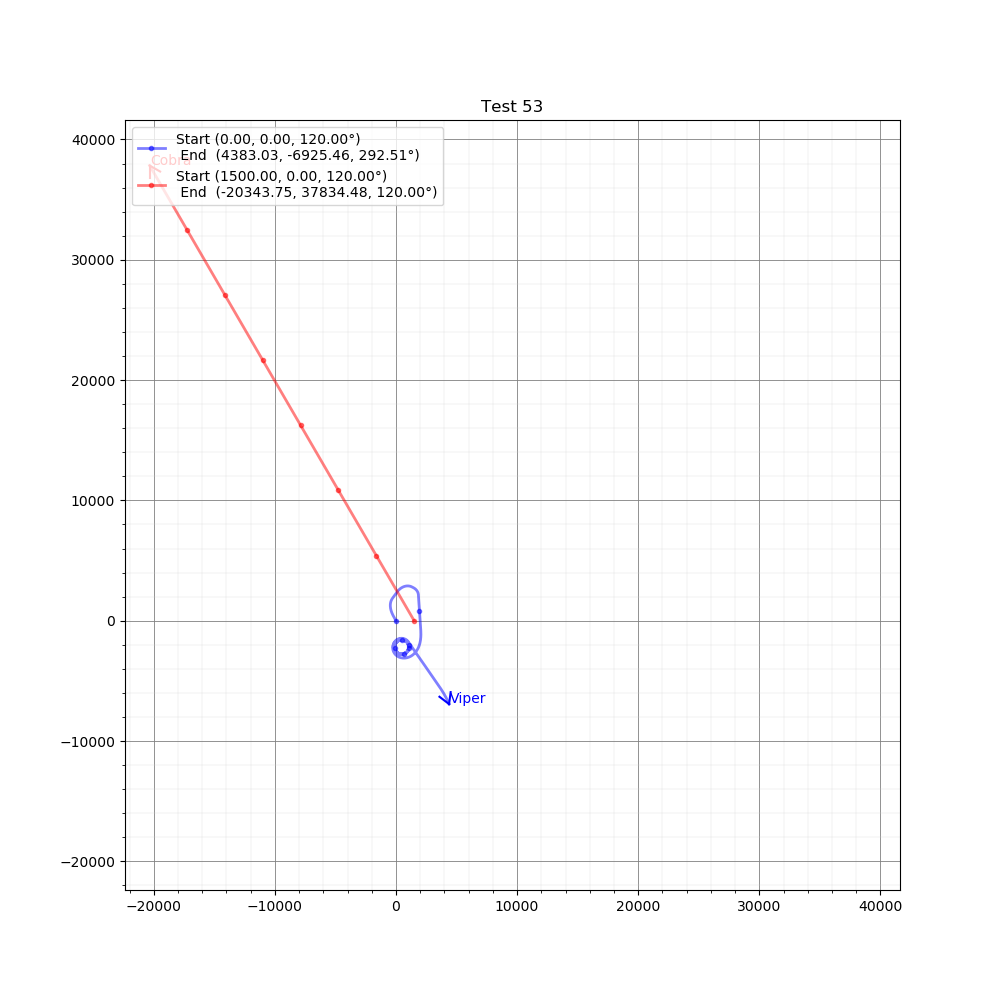 Test 53
Start (0.00, 0.00, 120.00°)
End (4383.03, -6925.46, 292.51°)
Start (1500.00, 0.00, 120.00°)
End (-20343.75, 37834.48, 120.00°)
Cobra
Viper
40000
30000
20000
10000
0
−10000
−20000
−20000 −10000 0 10000 20000 30000 40000